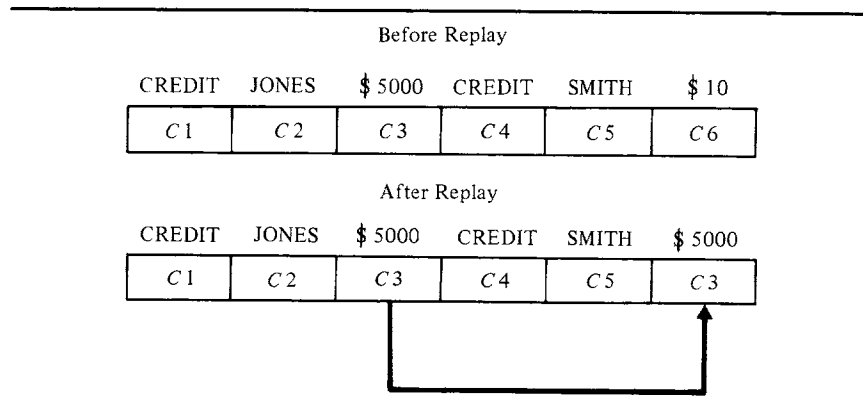 Before Replay
CREDIT JONES $ 5000 CREDIT SMITH $ 10
C1 C2 C3 C4 C5 C6
After Replay
CREDIT JONES $ 5000 CREDIT SMITH $ 5000
C1 C2 C3 C4 C5 C3